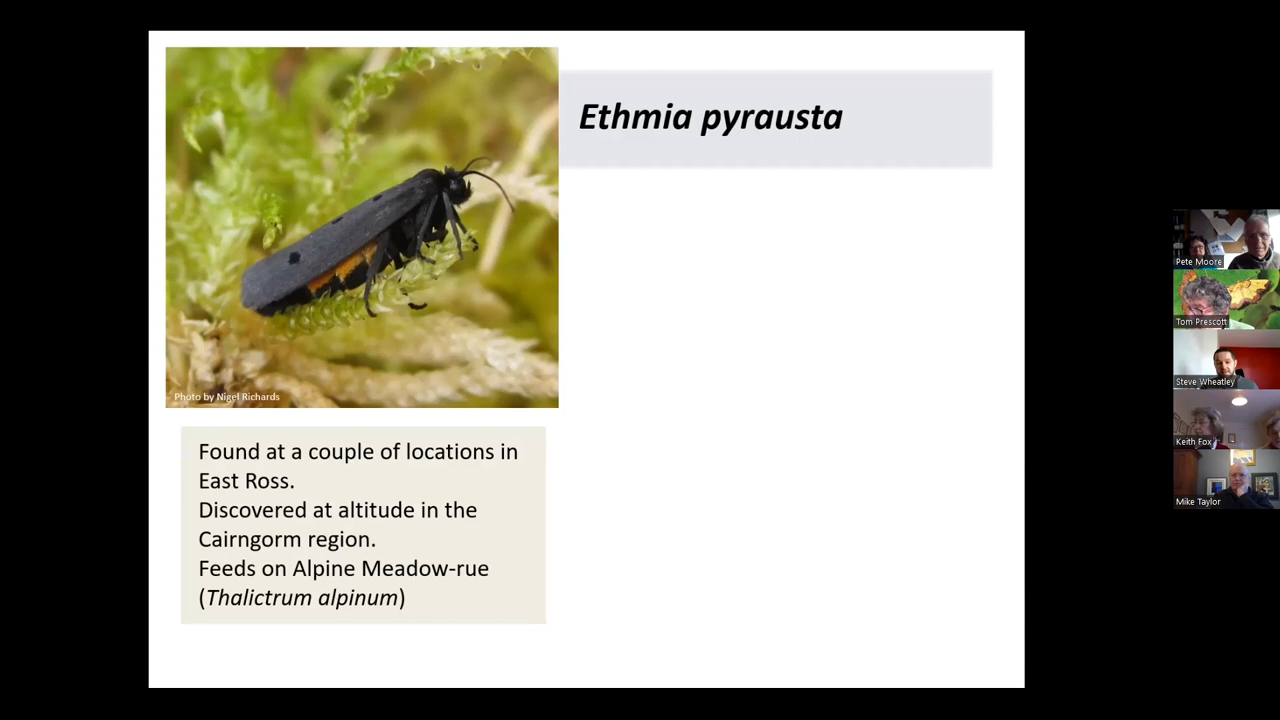 Ethmia pyrausta
Photo by Nigel Richards
Found at a couple of locations in
East Ross.
Discovered at altitude in the
Cairngorm region.
Feeds on Alpine Meadow-rue
(Thalictrum alpinum)
Pete Moore
Tom Prescott
Steve Wheatley
Keith Fox
Mike Taylor